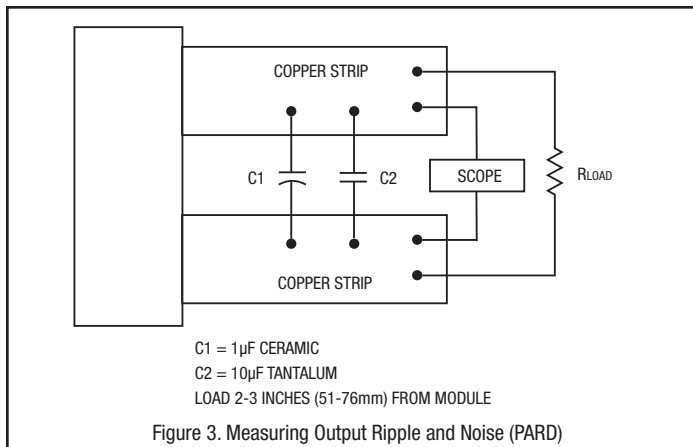 COPPER STRIP
C1
C2
SCOPE
RLOAD
COPPER STRIP
C1 = 1µF CERAMIC
C2 = 10µF TANTALUM
LOAD 2-3 INCHES (51-76mm) FROM MODULE
Figure 3. Measuring Output Ripple and Noise (PARD)